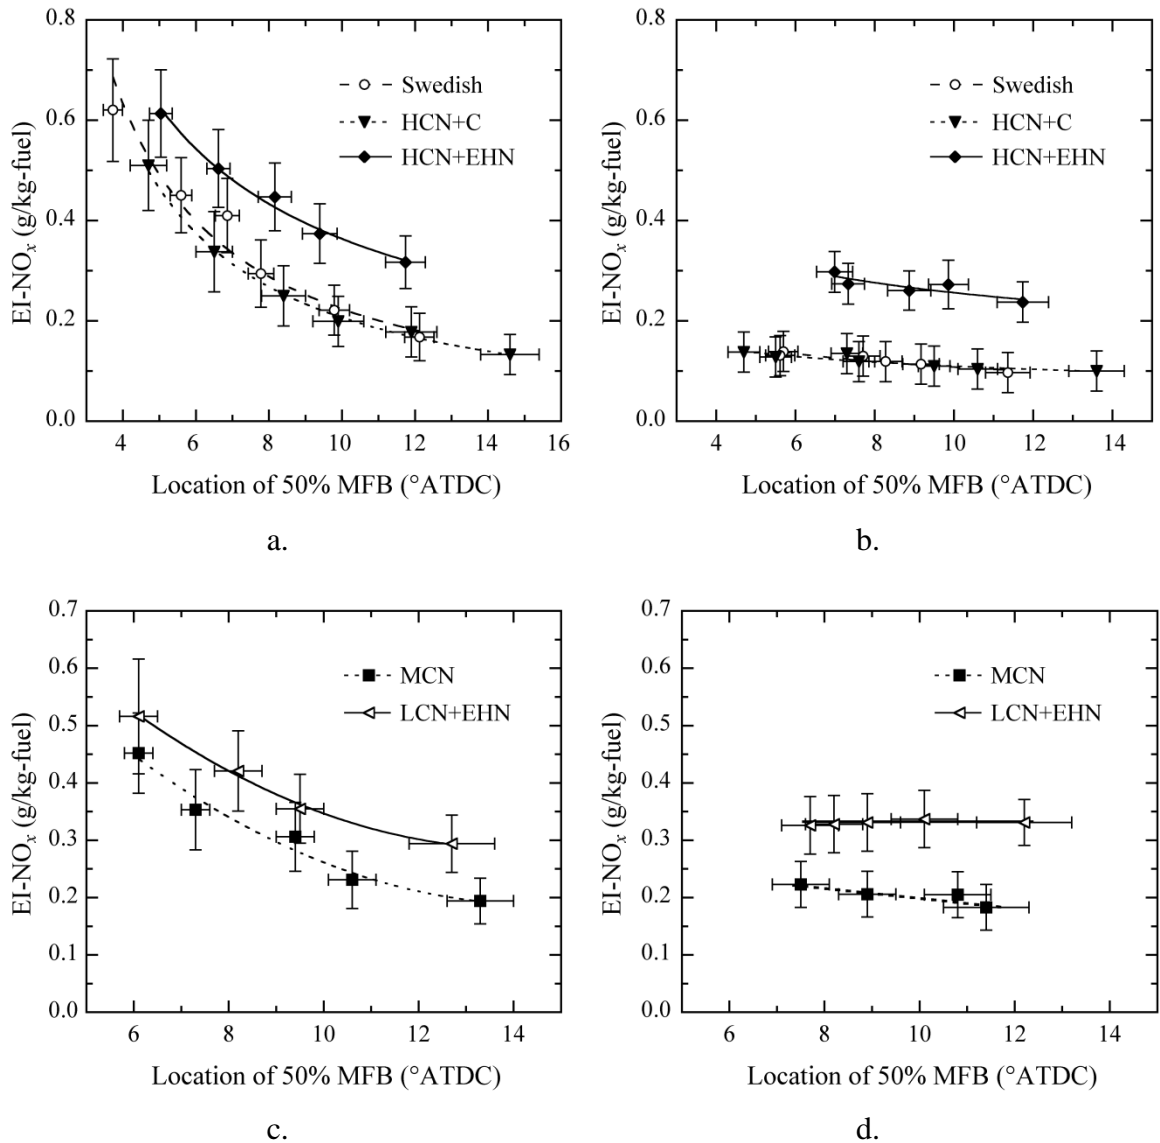 0.8
0.6
0.4
0.2
0.0
EI-NOx (g/kg-fuel)
Swedish
HCN+C
HCN+EHN
4 6 8 10 12 14 16
Location of 50% MFB (°ATDC)
a.
0.8
0.6
0.4
0.2
0.0
EI-NOx (g/kg-fuel)
Swedish
HCN+C
HCN+EHN
4 6 8 10 12 14
Location of 50% MFB (°ATDC)
b.
0.7
0.6
0.5
0.4
0.3
0.2
0.1
0.0
EI-NOx (g/kg-fuel)
MCN
LCN+EHN
6 8 10 12 14
Location of 50% MFB (°ATDC)
c.
0.7
0.6
0.5
0.4
0.3
0.2
0.1
0.0
EI-NOx (g/kg-fuel)
MCN
LCN+EHN
6 8 10 12 14
Location of 50% MFB (°ATDC)
d.